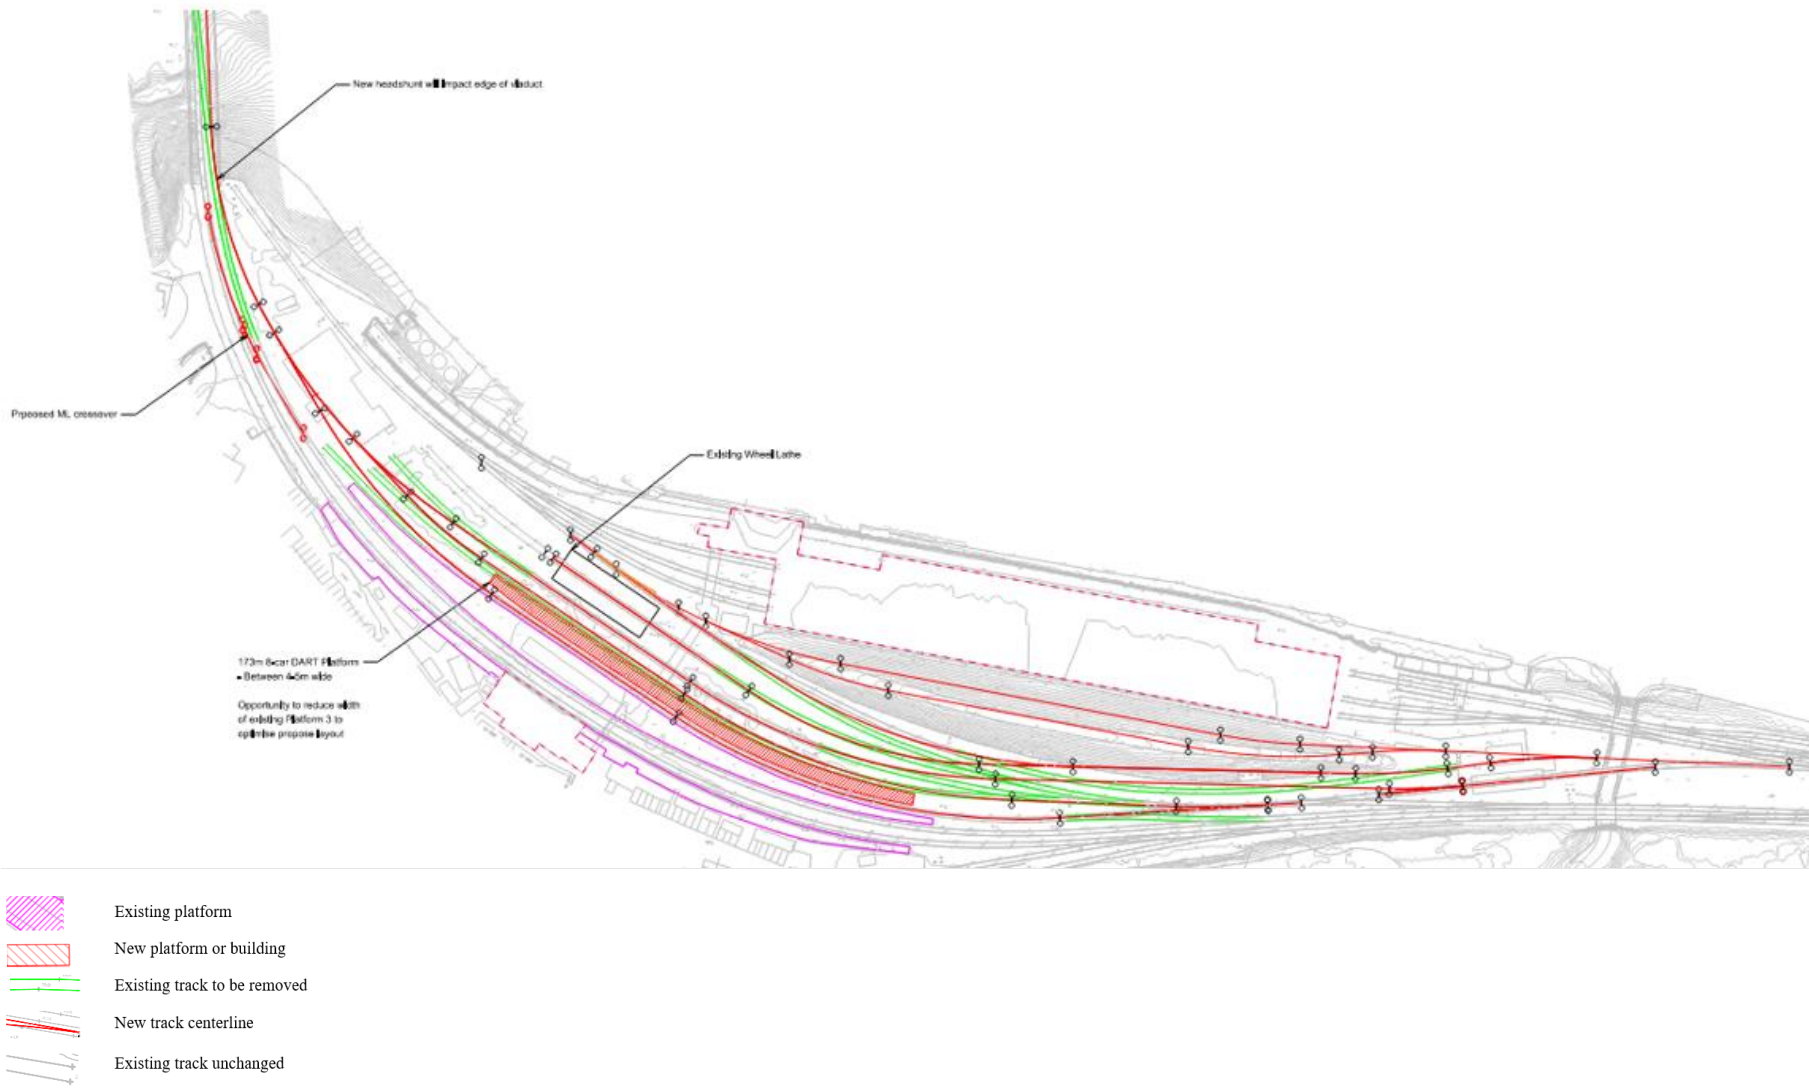 New headshunt will impact edge of viaduct
Prpeosed ML crossover
Existing Wheel Lathe
173m 8-car DART Platform
- Between 4-5m wide
Opportunity to reduce width
of existing Platform 3 to
optimise propose layout
Existing platform
New platform or building
Existing track to be removed
New track centerline
Existing track unchanged